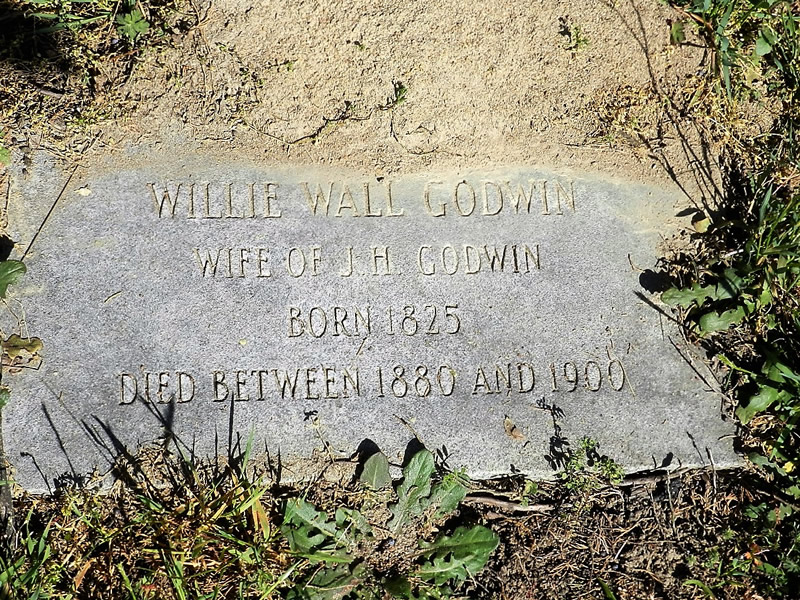 WILLIE WALL GODWIN
WIFE OF J. H. GODWIN
BORN 1825
DIED BETWEEN 1880 AND 1900